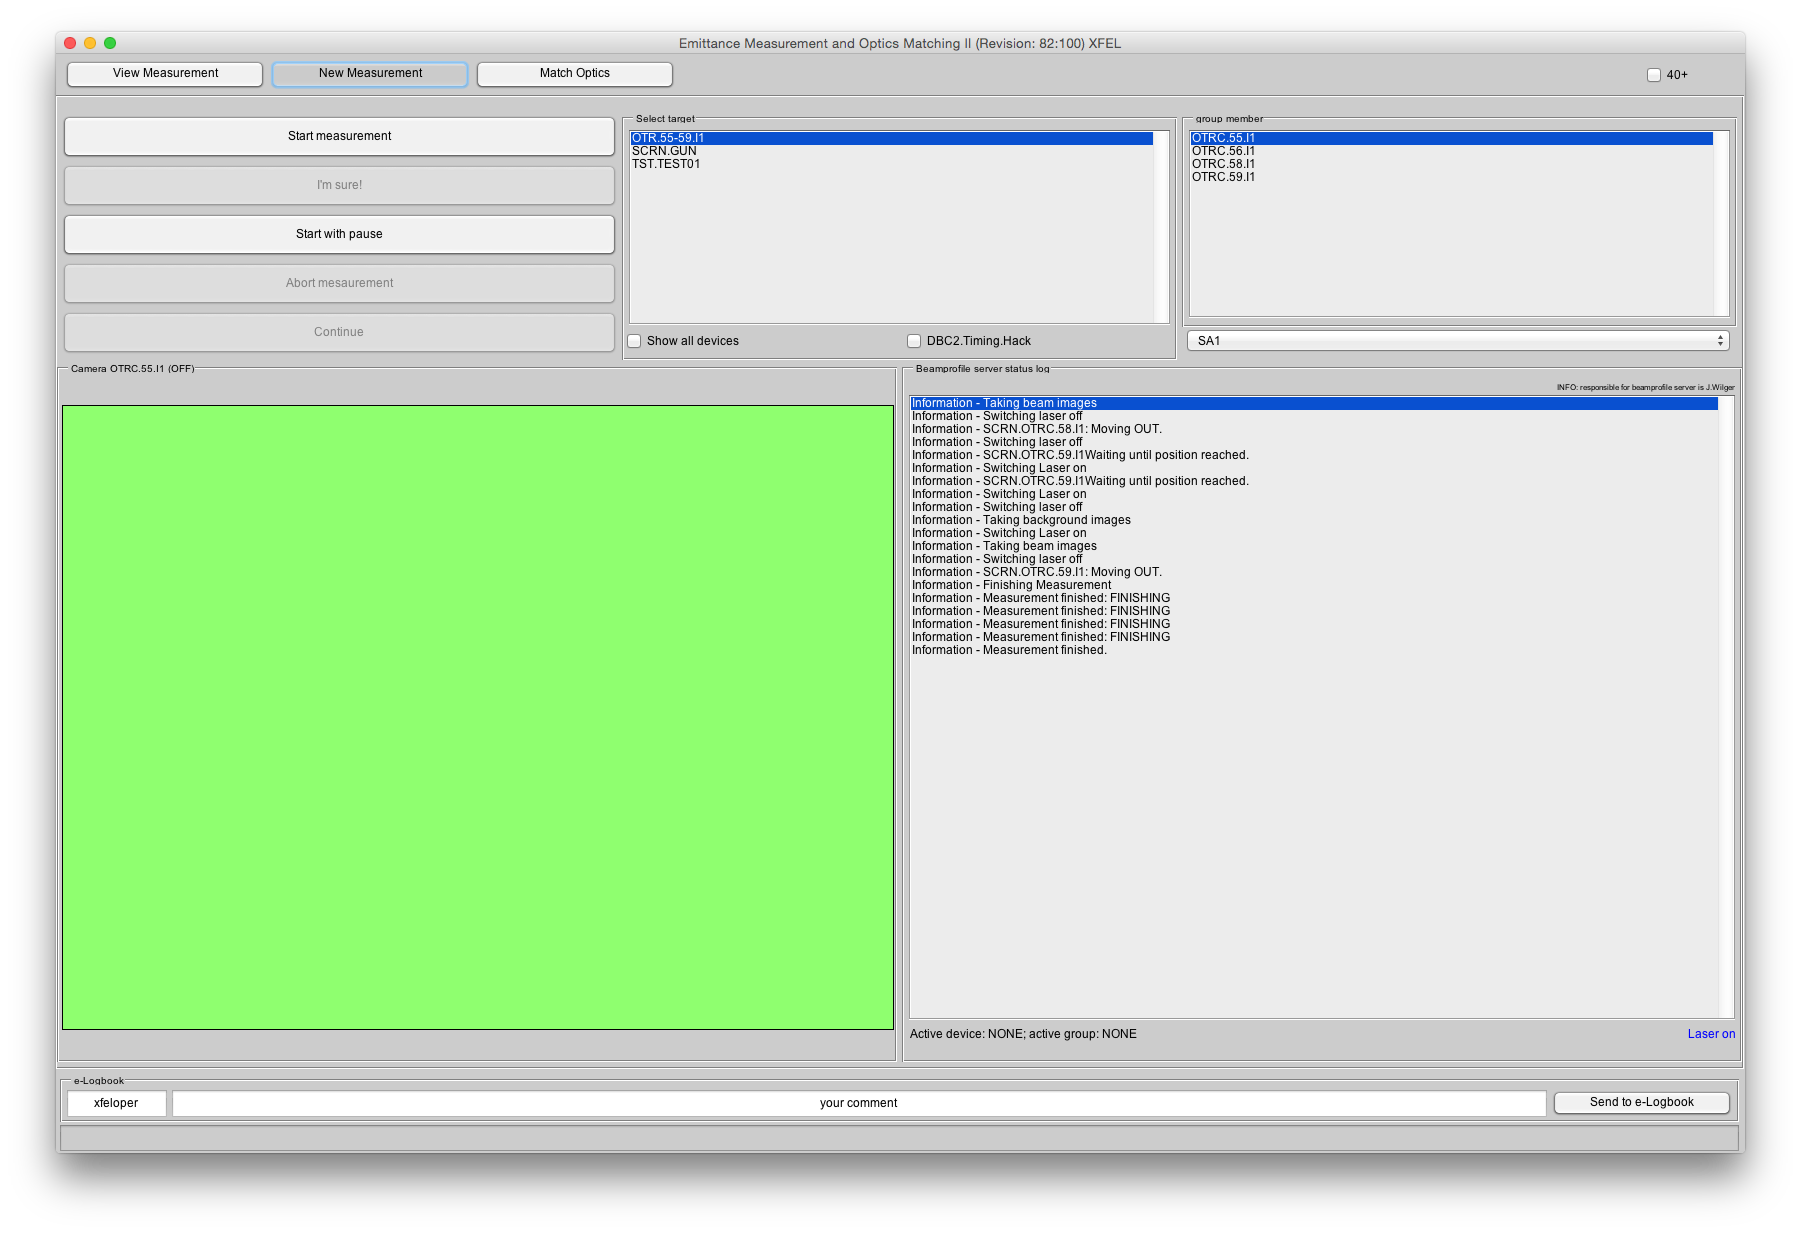 Emittance Measurement and Optics Matching II (Revision: 82:100) XFEL
View Measurement
New Measurement
Match Optics
40+
Start measurement
I'm sure!
Start with pause
Abort mesaurement
Continue
Select target
OTR.55-59.I1
SCRN.GUN
TST.TEST01
Show all devices
DBC2.Timing.Hack
group member
OTRC.55.I1
OTRC.56.I1
OTRC.58.I1
OTRC.59.I1
SA1
Camera OTRC.55.I1 (OFF)
Beamprofile server status log
INFO: responsible for beamprofile server is J.Wilger
Information - Taking beam images
Information - Switching laser off
Information - SCRN.OTRC.58.I1: Moving OUT.
Information - Switching laser off
Information - SCRN.OTRC.59.I1Waiting until position reached.
Information - Switching Laser on
Information - SCRN.OTRC.59.I1Waiting until position reached.
Information - Switching Laser on
Information - Switching laser off
Information - Taking background images
Information - Switching Laser on
Information - Taking beam images
Information - Switching laser off
Information - SCRN.OTRC.59.I1: Moving OUT.
Information - Finishing Measurement
Information - Measurement finished: FINISHING
Information - Measurement finished: FINISHING
Information - Measurement finished: FINISHING
Information - Measurement finished: FINISHING
Information - Measurement finished.
Active device: NONE; active group: NONE
Laser on
e-Logbook
xfeloper
your comment
Send to e-Logbook